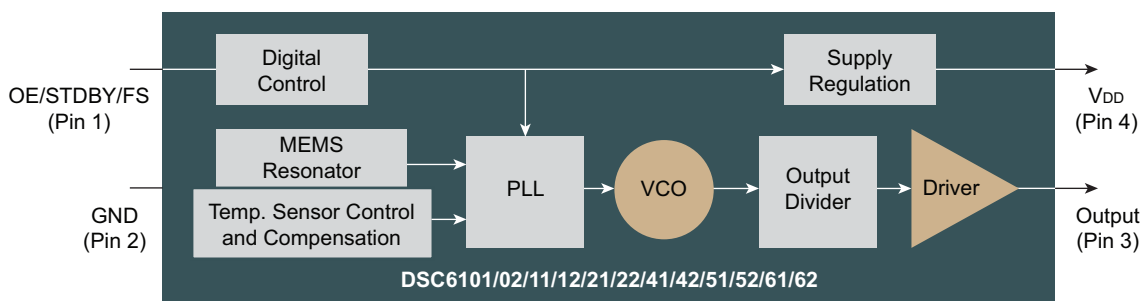 Digital
Control
Supply
Regulation
OE/STDBY/FS
(Pin 1)
VDD
(Pin 4)
MEMS
Resonator
PLL
VCO
Output
Divider
Driver
Temp. Sensor Control
and Compensation
GND
(Pin 2)
Output
(Pin 3)
DSC6101/02/11/12/21/22/41/42/51/52/61/62